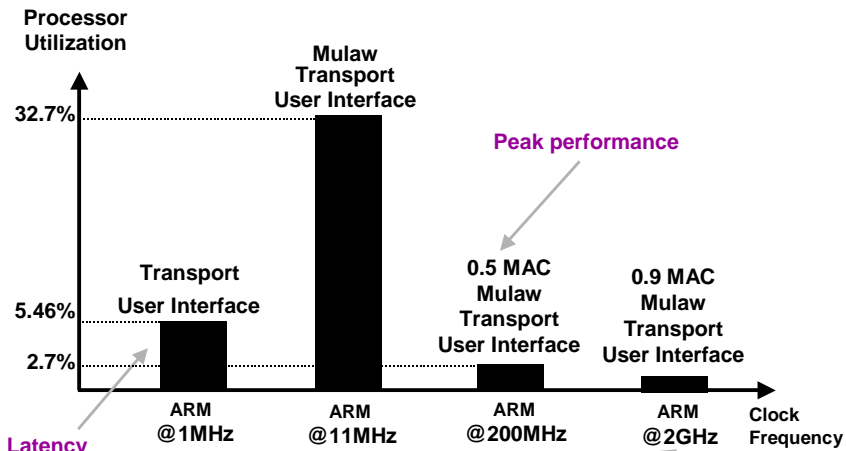 Processor
Utilization
Mulaw
Transport
User Interface
32.7%
Peak performance
Transport
User Interface
0.5 MAC
Mulaw
Transport
User Interface
0.9 MAC
Mulaw
Transport
User Interface
5.46%
2.7%
ARM
@1MHz
ARM
@11MHz
ARM
@200MHz
ARM
@2GHz
Clock
Frequency
Latency